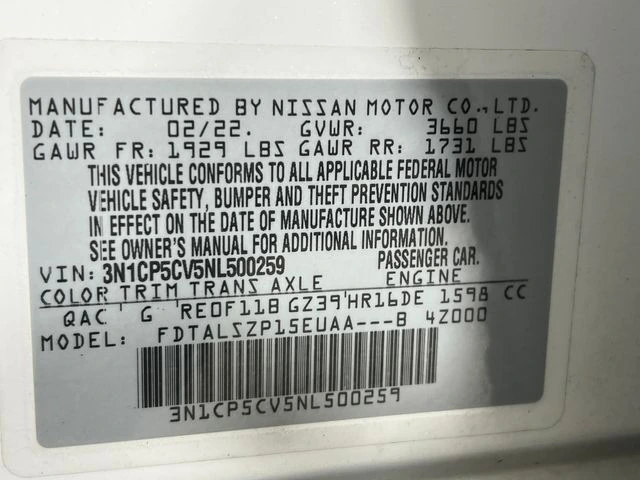 MANUFACTURED BY NISSAN MOTOR CO.,LTD.
DATE: 02/22. GVWR: 3660 LBS
GAWR FR: 1929 LBS GAWR RR: 1731 LBS
THIS VEHICLE CONFORMS TO ALL APPLICABLE FEDERAL MOTOR
VEHICLE SAFETY, BUMPER AND THEFT PREVENTION STANDARDS
IN EFFECT ON THE DATE OF MANUFACTURE SHOWN ABOVE.
SEE OWNER'S MANUAL FOR ADDITIONAL INFORMATION
VIN: 3N1CP5CV5NL500259 PASSENGER CAR.
COLOR TRIM TRANS AXLE ENGINE
QAC G RE0F11B GZ39 HR16DE 1598 CC
MODEL: FDTALSZP15EUAA---B 4Z000
3N1CP5CV5NL500259